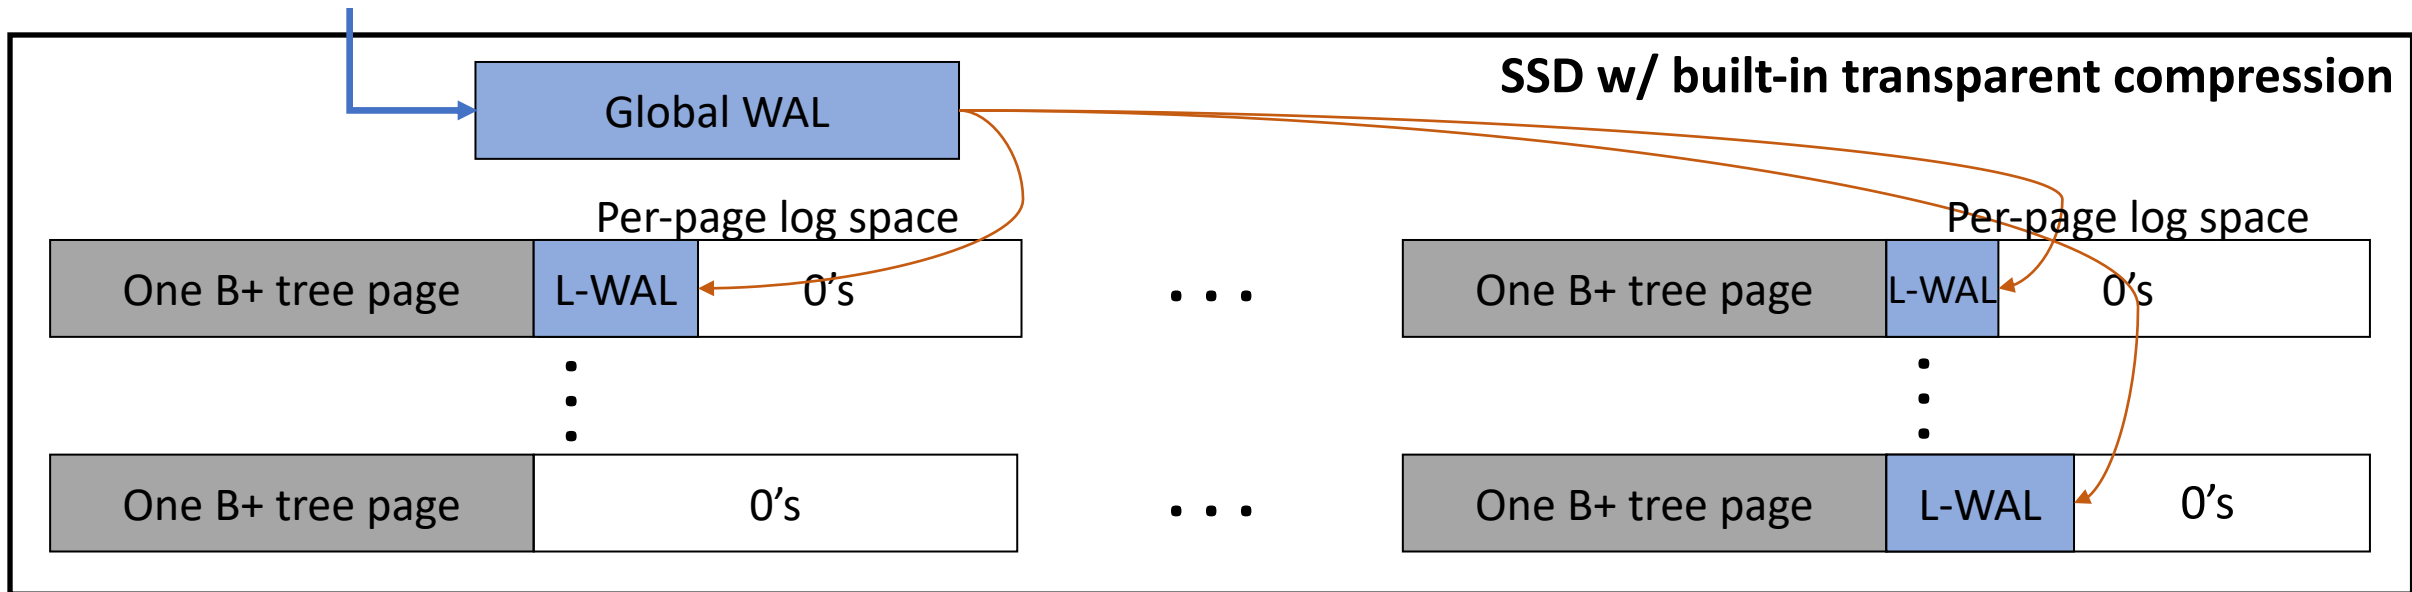 SSD w/ built-in transparent compression
Global WAL
Per-page log space
Per-page log space
One B+ tree page
L-WAL
0’s
. . .
One B+ tree page
L-WAL
0’s
One B+ tree page
0’s
. . .
One B+ tree page
L-WAL
0’s